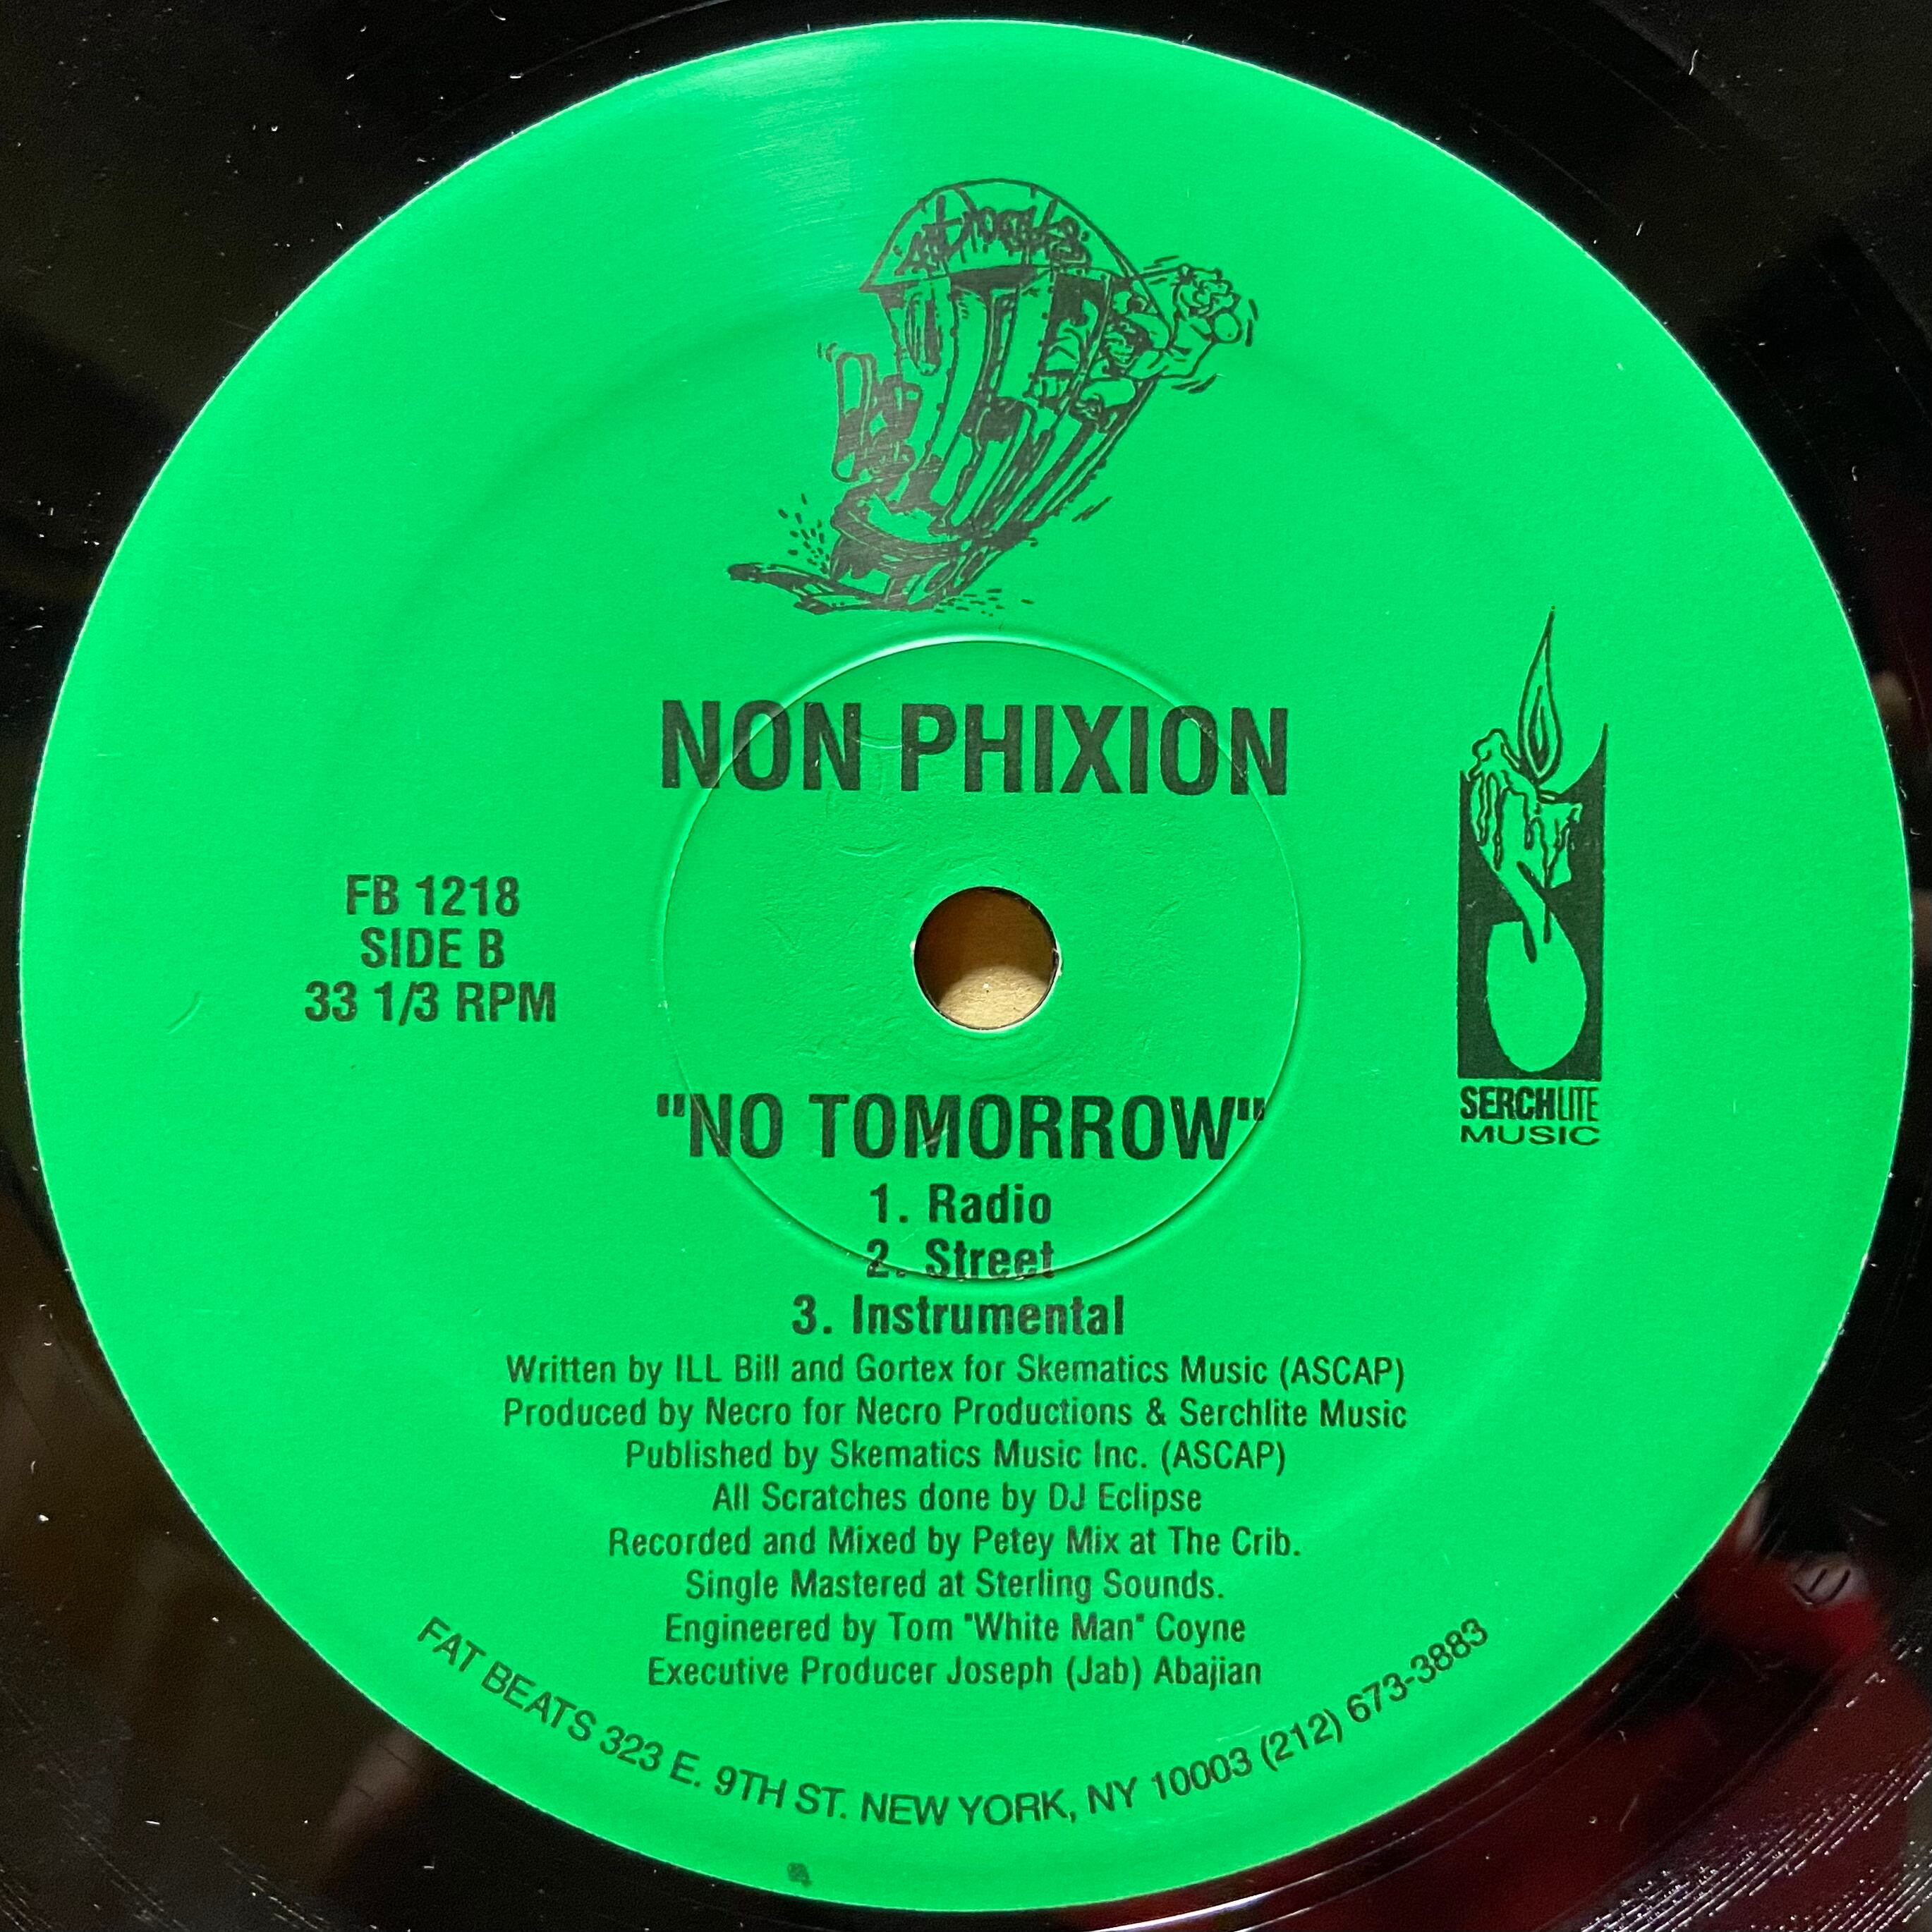 NON PHIXION
FB 1218
SIDE B
33 1/3 RPM
SERCHLITE
MUSIC
"NO TOMORROW"
1. Radio
2. Street
3. Instrumental
Written by ILL Bill and Gortex for Skematics Music (ASCAP)
Produced by Necro for Necro Productions & Serchlite Music
Published by Skematics Music Inc. (ASCAP)
All Scratches done by DJ Eclipse
Recorded and Mixed by Petey Mix at The Crib.
Single Mastered at Sterling Sounds.
Engineered by Tom "White Man" Coyne
Executive Producer Joseph (Jab) Abajian
FAT BEATS 323 E. 9TH ST. NEW YORK, NY 10003 (212) 673-3883